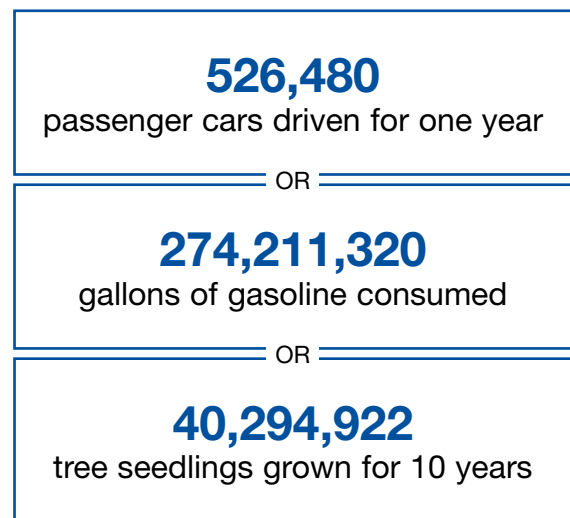 526,480
passenger cars driven for one year
OR
274,211,320
gallons of gasoline consumed
OR
40,294,922
tree seedlings grown for 10 years